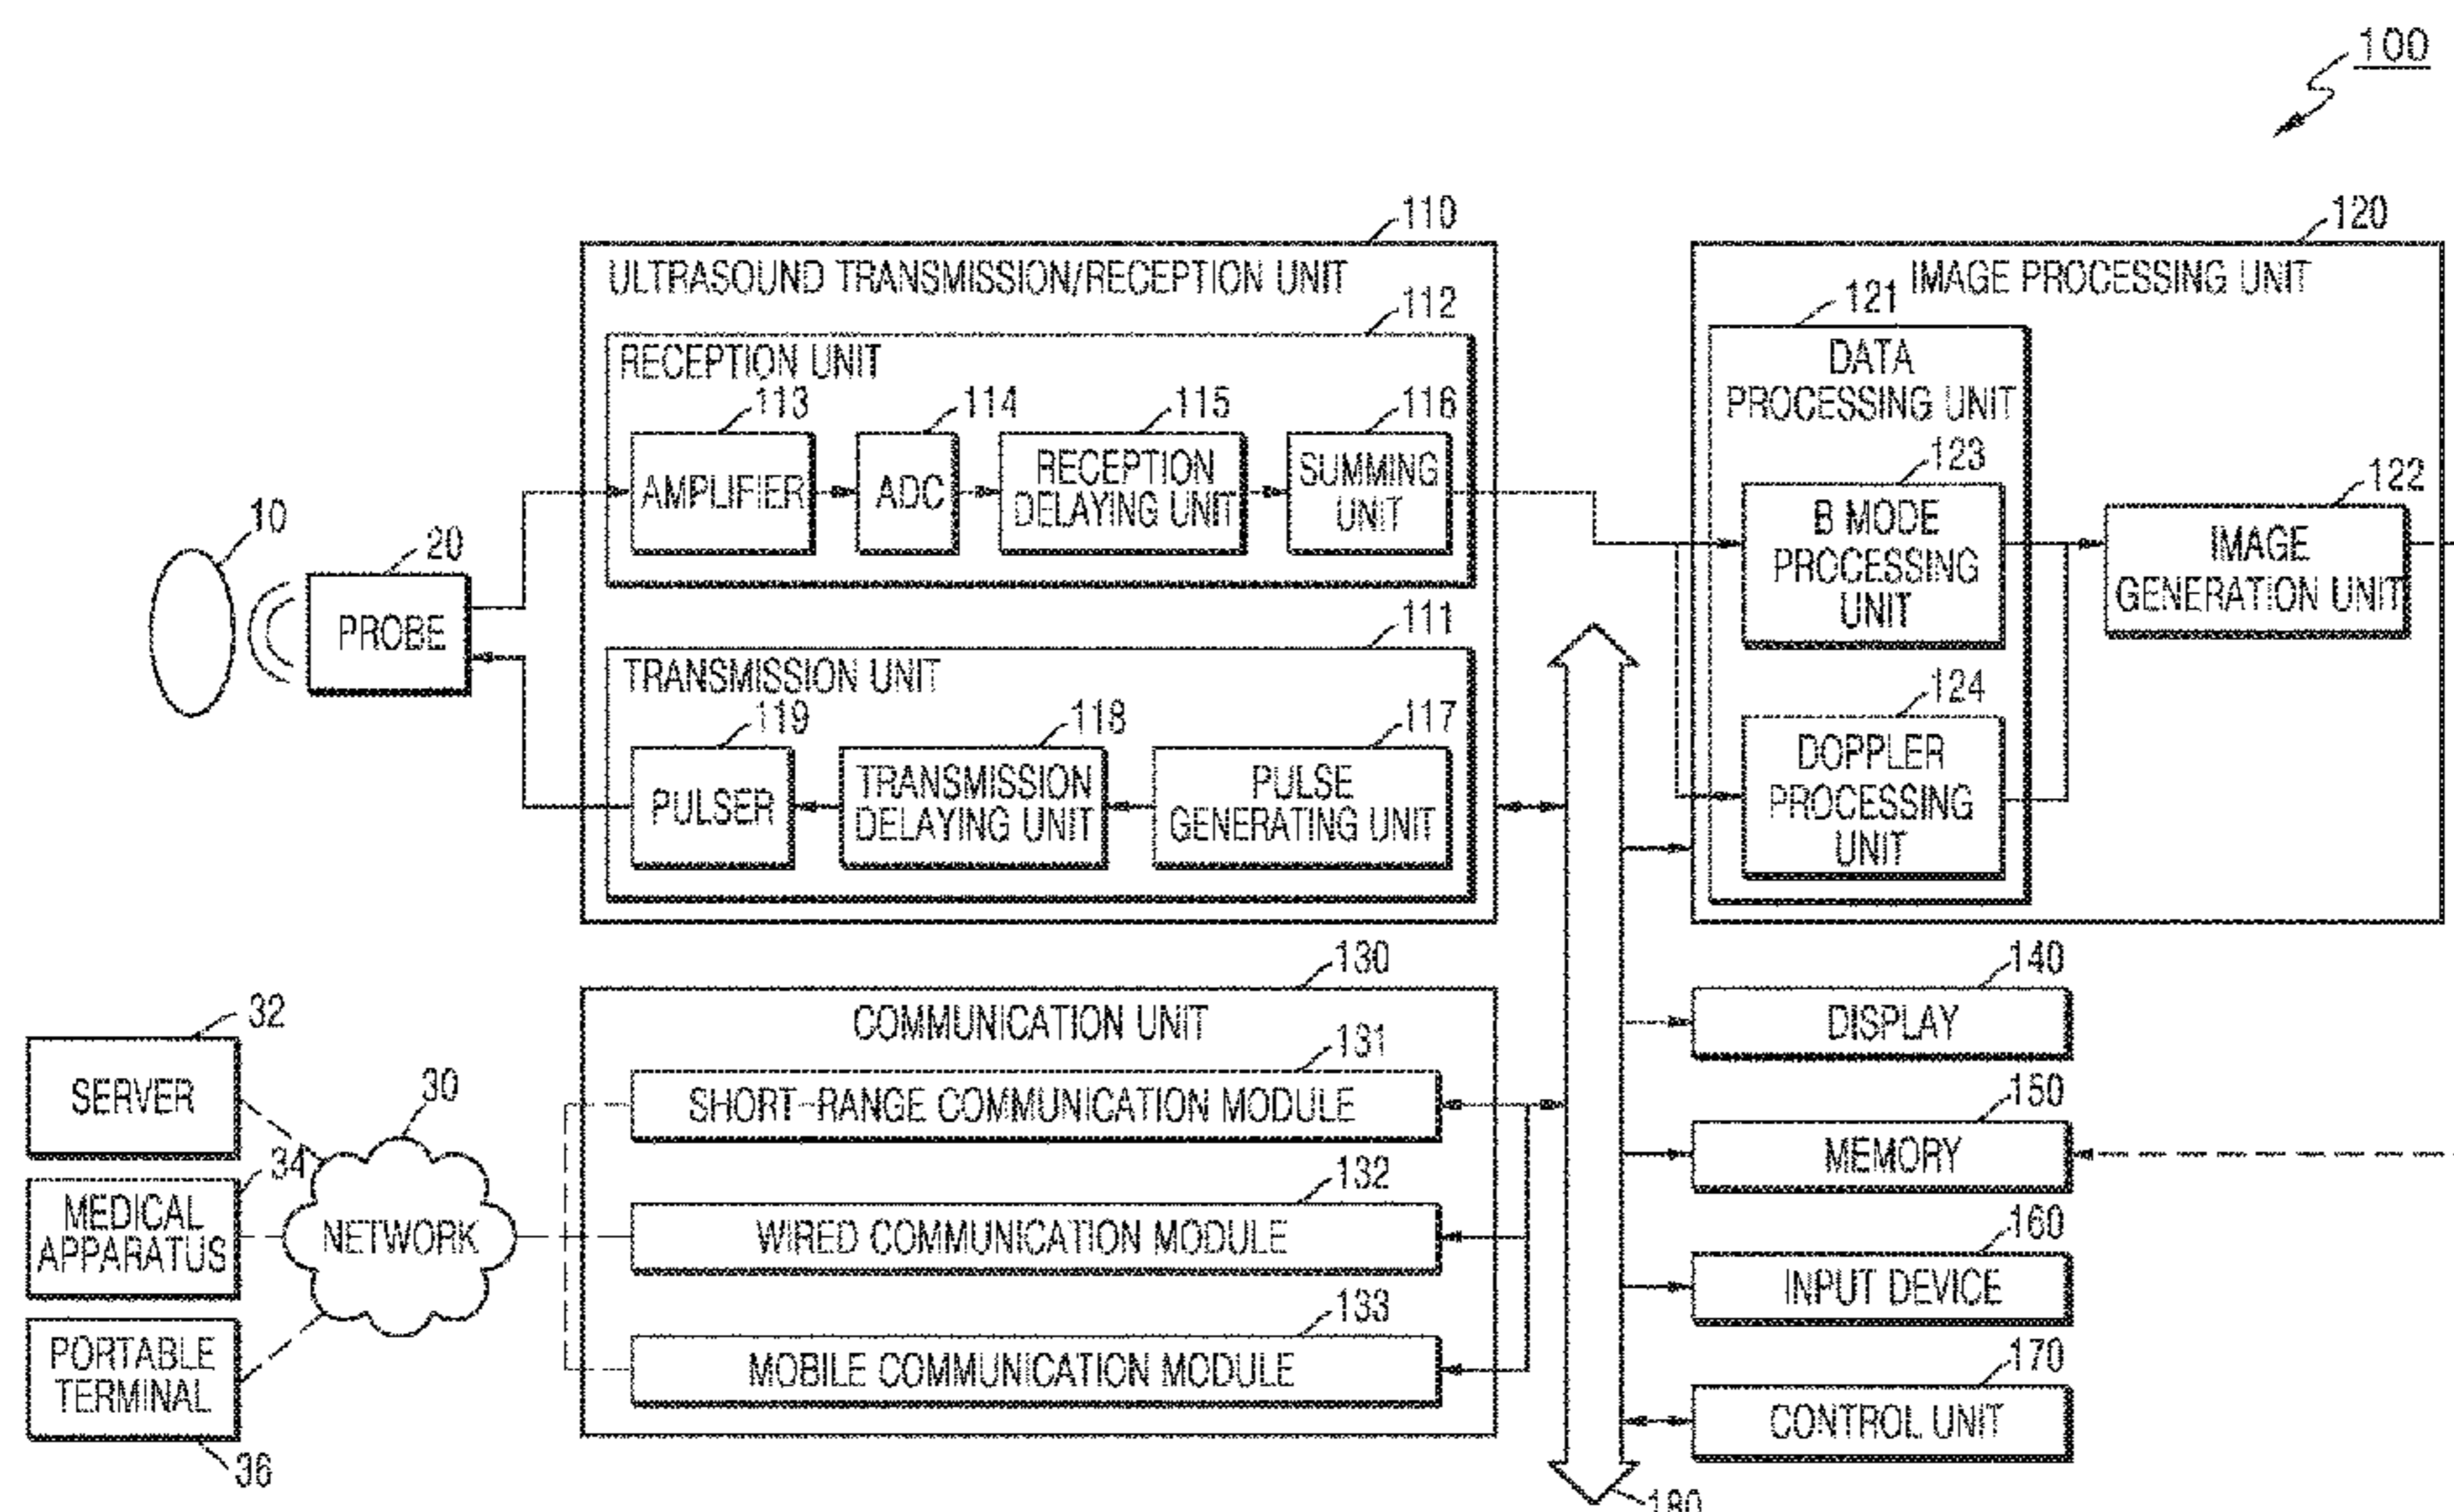 100
110
120
ULTRASOUND TRANSMISSION/RECEPTION UNIT
IMAGE PROCESSING UNIT
112
121
RECEPTION UNIT
DATA
PROCESSING UNIT
113
114
115
116
AMPLIFIER
ADC
RECEPTION
DELAYING UNIT
SUMMING
UNIT
123
B MODE
PROCESSING
UNIT
122
IMAGE
GENERATION UNIT
10
20
PROBE
111
TRANSMISSION UNIT
119
118
117
PULSER
TRANSMISSION
DELAYING UNIT
PULSE
GENERATING UNIT
124
DOPPLER
PROCESSING
UNIT
130
COMMUNICATION UNIT
131
SHORT-RANGE COMMUNICATION MODULE
132
WIRED COMMUNICATION MODULE
133
MOBILE COMMUNICATION MODULE
32
SERVER
34
MEDICAL
APPARATUS
30
NETWORK
PORTABLE
TERMINAL
36
140
DISPLAY
150
MEMORY
160
INPUT DEVICE
170
CONTROL UNIT
180